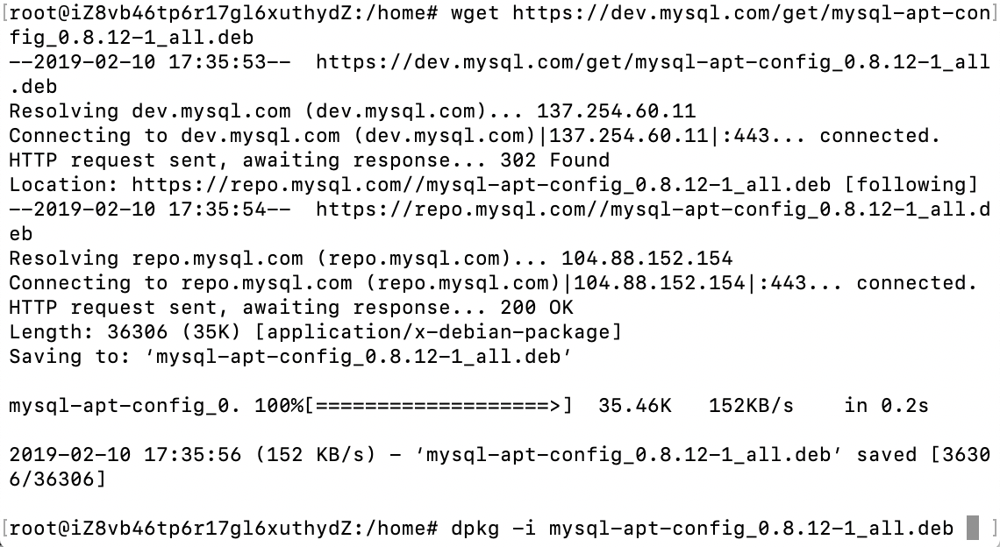 [root@iZ8vb46tp6r17gl6xuthydZ:/home# wget https://dev.mysql.com/get/mysql-apt-con]
fig_0.8.12-1_all.deb
--2019-02-10 17:35:53--  https://dev.mysql.com/get/mysql-apt-config_0.8.12-1_all
.deb
Resolving dev.mysql.com (dev.mysql.com)... 137.254.60.11
Connecting to dev.mysql.com (dev.mysql.com)|137.254.60.11|:443... connected.
HTTP request sent, awaiting response... 302 Found
Location: https://repo.mysql.com//mysql-apt-config_0.8.12-1_all.deb [following]
--2019-02-10 17:35:54--  https://repo.mysql.com//mysql-apt-config_0.8.12-1_all.d
eb
Resolving repo.mysql.com (repo.mysql.com)... 104.88.152.154
Connecting to repo.mysql.com (repo.mysql.com)|104.88.152.154|:443... connected.
HTTP request sent, awaiting response... 200 OK
Length: 36306 (35K) [application/x-debian-package]
Saving to: ‘mysql-apt-config_0.8.12-1_all.deb’
mysql-apt-config_0. 100%[===================>]  35.46K   152KB/s    in 0.2s
2019-02-10 17:35:56 (152 KB/s) - ‘mysql-apt-config_0.8.12-1_all.deb’ saved [3630
6/36306]
[root@iZ8vb46tp6r17gl6xuthydZ:/home# dpkg -i mysql-apt-config_0.8.12-1_all.deb  ]